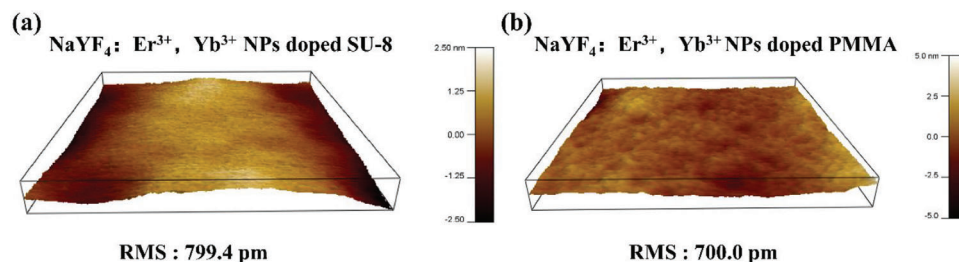 (a)
NaYF₄： Er³⁺， Yb³⁺ NPs doped SU-8
2.50 nm
1.25
0.00
-1.25
-2.50
RMS : 799.4 pm
(b)
NaYF₄： Er³⁺， Yb³⁺ NPs doped PMMA
5.0 nm
2.5
0.0
-2.5
-5.0
RMS : 700.0 pm